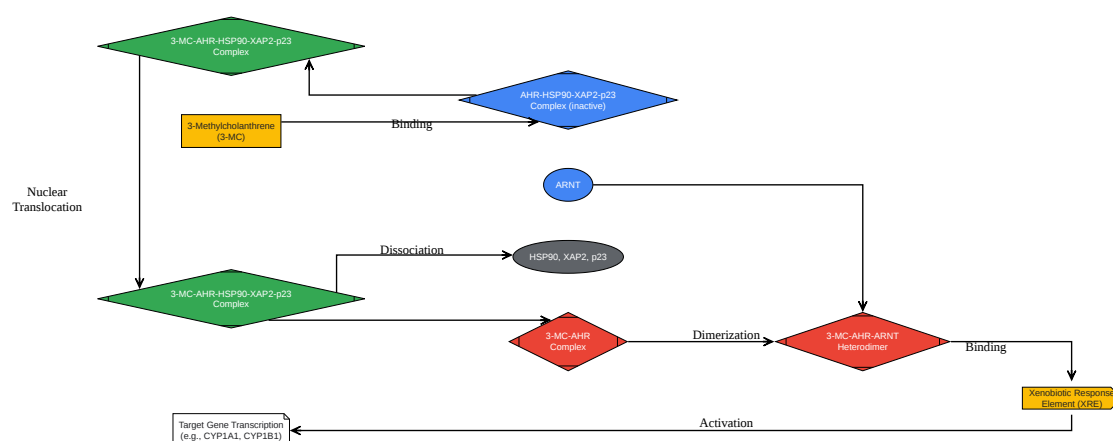 3-MC-AHR-HSP90-XAP2-p23
Complex
AHR-HSP90-XAP2-p23
Complex (inactive)
3-Methylcholanthrene
(3-MC)
Binding
ARNT
Nuclear
Translocation
Dissociation
HSP90, XAP2, p23
3-MC-AHR-HSP90-XAP2-p23
Complex
3-MC-AHR
Complex
Dimerization
3-MC-AHR-ARNT
Heterodimer
Binding
Xenobiotic Response
Element (XRE)
Activation
Target Gene Transcription
(e.g., CYP1A1, CYP1B1)